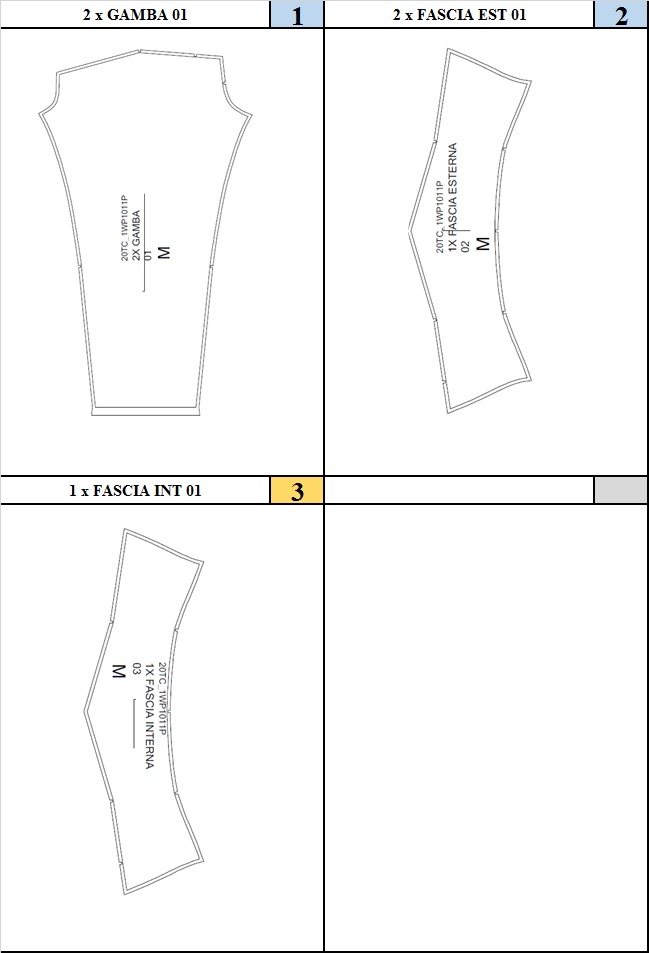 2 x GAMBA 01
1
2 x FASCIA EST 01
2
20TC_1WP1011P
2X GAMBA
01
M
20TC_1WP1011P
1X FASCIA ESTERNA
02
M
1 x FASCIA INT 01
3
20TC_1WP1011P
1X FASCIA INTERNA
03
M